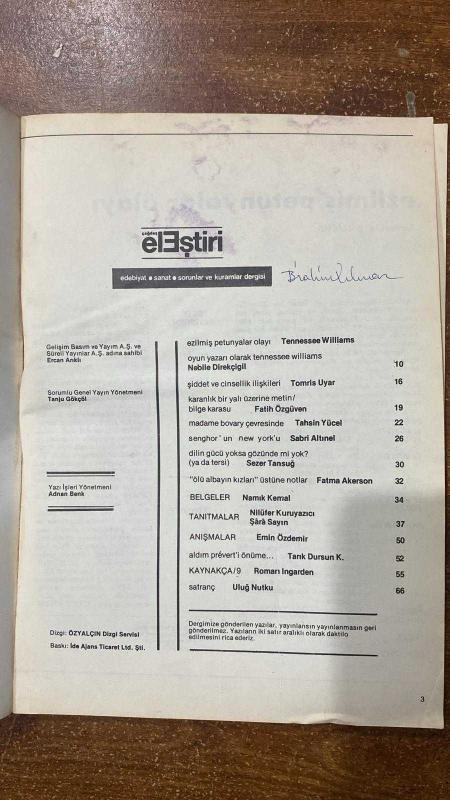 çağdaş
elEştiri
edebiyat • sanat • sorunlar ve kuramlar dergisi
Gelişim Basım ve Yayım A.Ş. ve
Süreli Yayınlar A.Ş. adına sahibi
Ercan Arıklı
Sorumlu Genel Yayın Yönetmeni
Tanju Gökçöl
Yazı İşleri Yönetmeni
Adnan Benk
Dizgi: ÖZYALÇIN Dizgi Servisi
Baskı: İde Ajans Ticaret Ltd. Şti.
ezilmiş petunyalar olayı Tennessee Williams
oyun yazarı olarak tennessee williams
Nebile Direkçigil 10
şiddet ve cinsellik ilişkileri Tomris Uyar 16
karanlık bir yalı üzerine metin/
bilge karasu Fatih Özgüven 19
madame bovary çevresinde Tahsin Yücel 22
senghor'un new york'u Sabri Altınel 26
dilin gücü yoksa gözünde mi yok?
(ya da tersi) Sezer Tansuğ 30
"ölö albayın kızları" üstüne notlar Fatma Akerson 32
BELGELER Namık Kemal 34
TANITMALAR Nilüfer Kuruyazıcı
Şârâ Sayın 37
ANIŞMALAR Emin Özdemir 50
aldım prévert'i önüme... Tarık Dursun K. 52
KAYNAKÇA/9 Roman Ingarden 55
satranç Uluğ Nutku 66
Dergimize gönderilen yazılar, yayınlansın yayınlanmasın geri
gönderilmez. Yazıların iki satır aralıklı olarak daktilo
edilmesini rica ederiz.
3